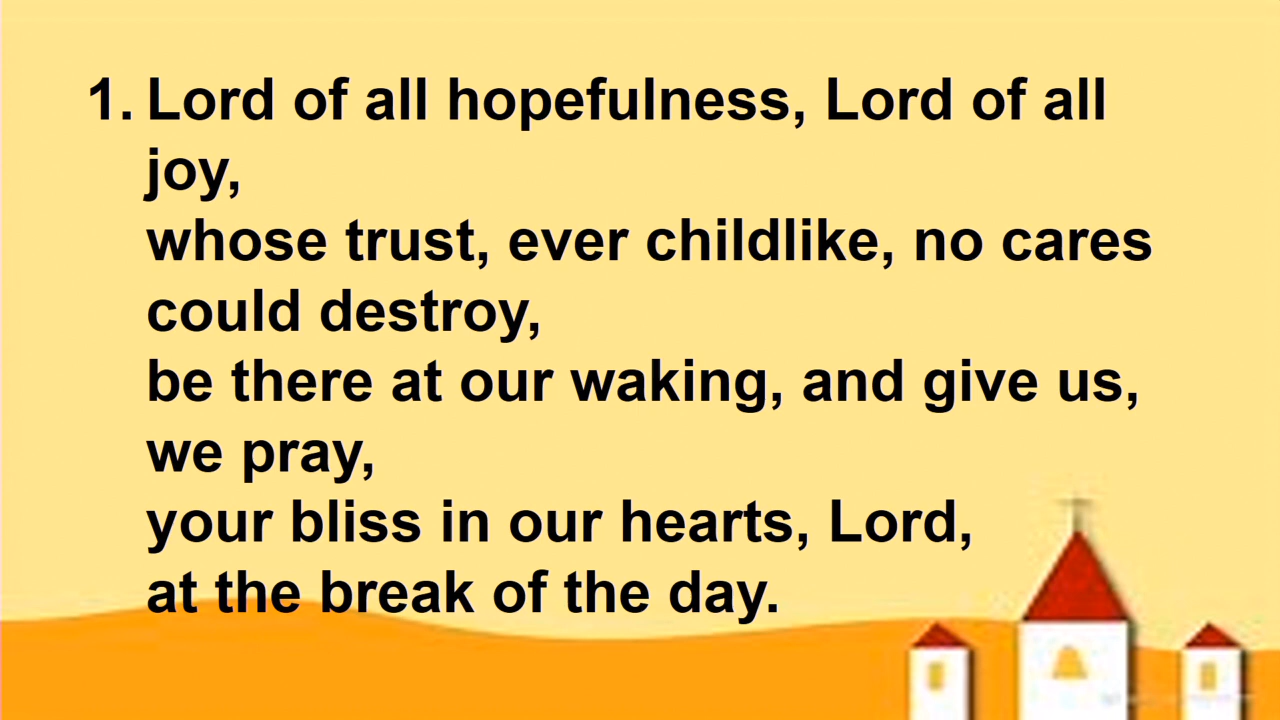 1. Lord of all hopefulness, Lord of all
joy,
whose trust, ever childlike, no cares
could destroy,
be there at our waking, and give us,
we pray,
your bliss in our hearts, Lord,
at the break of the day.